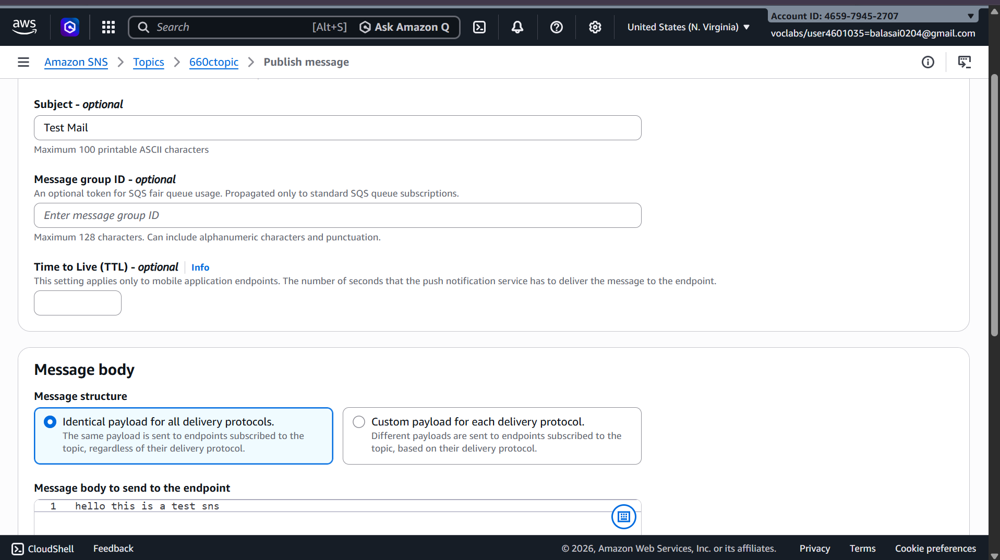 aws
Search
[Alt+S]
Ask Amazon Q
United States (N. Virginia)
Account ID: 4659-7945-2707
voclabs/user4601035=balasai0204@gmail.com
Amazon SNS
Topics
660ctopic
Publish message
Subject - optional
Test Mail
Maximum 100 printable ASCII characters
Message group ID - optional
An optional token for SQS fair queue usage. Propagated only to standard SQS queue subscriptions.
Enter message group ID
Maximum 128 characters. Can include alphanumeric characters and punctuation.
Time to Live (TTL) - optional
Info
This setting applies only to mobile application endpoints. The number of seconds that the push notification service has to deliver the message to the endpoint.
Message body
Message structure
Identical payload for all delivery protocols.
The same payload is sent to endpoints subscribed to the
topic, regardless of their delivery protocol.
Custom payload for each delivery protocol.
Different payloads are sent to endpoints subscribed to the
topic, based on their delivery protocol.
Message body to send to the endpoint
1 hello this is a test sns
CloudShell
Feedback
© 2026, Amazon Web Services, Inc. or its affiliates.
Privacy
Terms
Cookie preferences